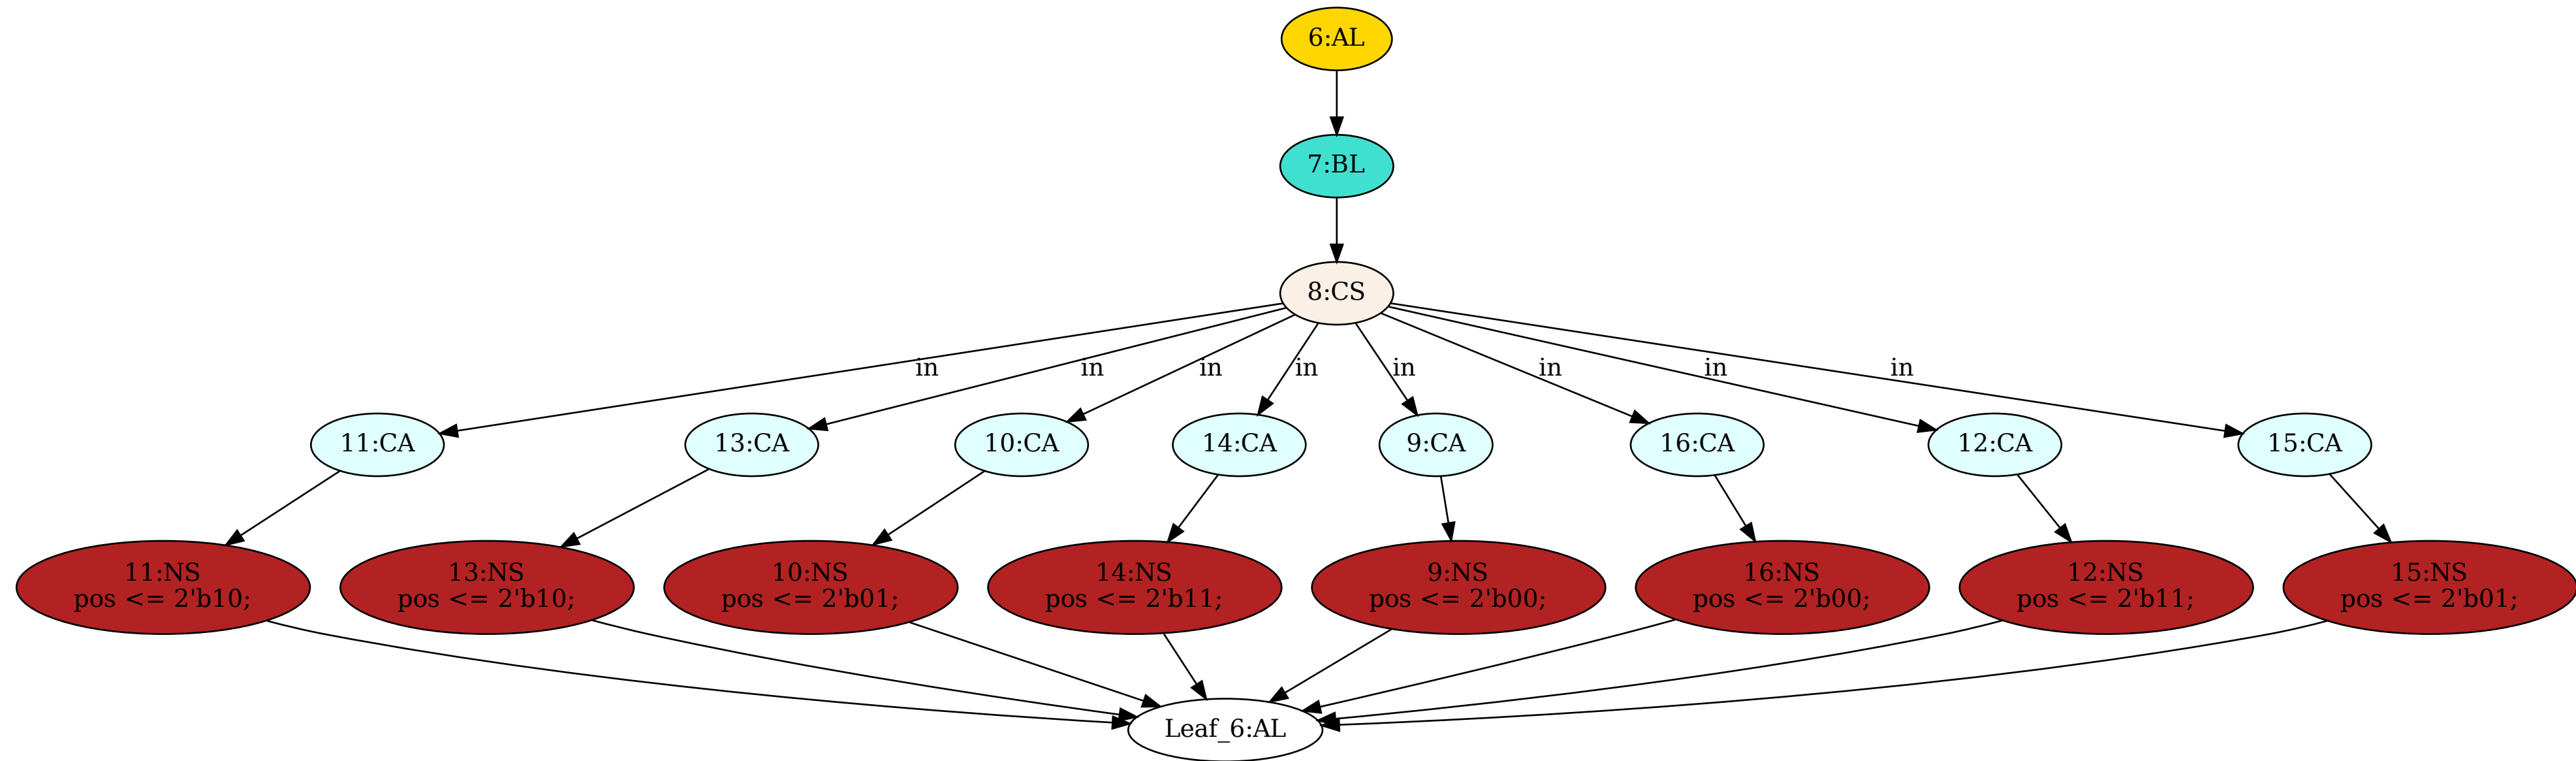 6:AL
7:BL
8:CS
in
in
in
in
in
in
in
in
11:CA
13:CA
10:CA
14:CA
9:CA
16:CA
12:CA
15:CA
11:NS
pos <= 2'b10;
13:NS
pos <= 2'b10;
10:NS
pos <= 2'b01;
14:NS
pos <= 2'b11;
9:NS
pos <= 2'b00;
16:NS
pos <= 2'b00;
12:NS
pos <= 2'b11;
15:NS
pos <= 2'b01;
Leaf_6:AL